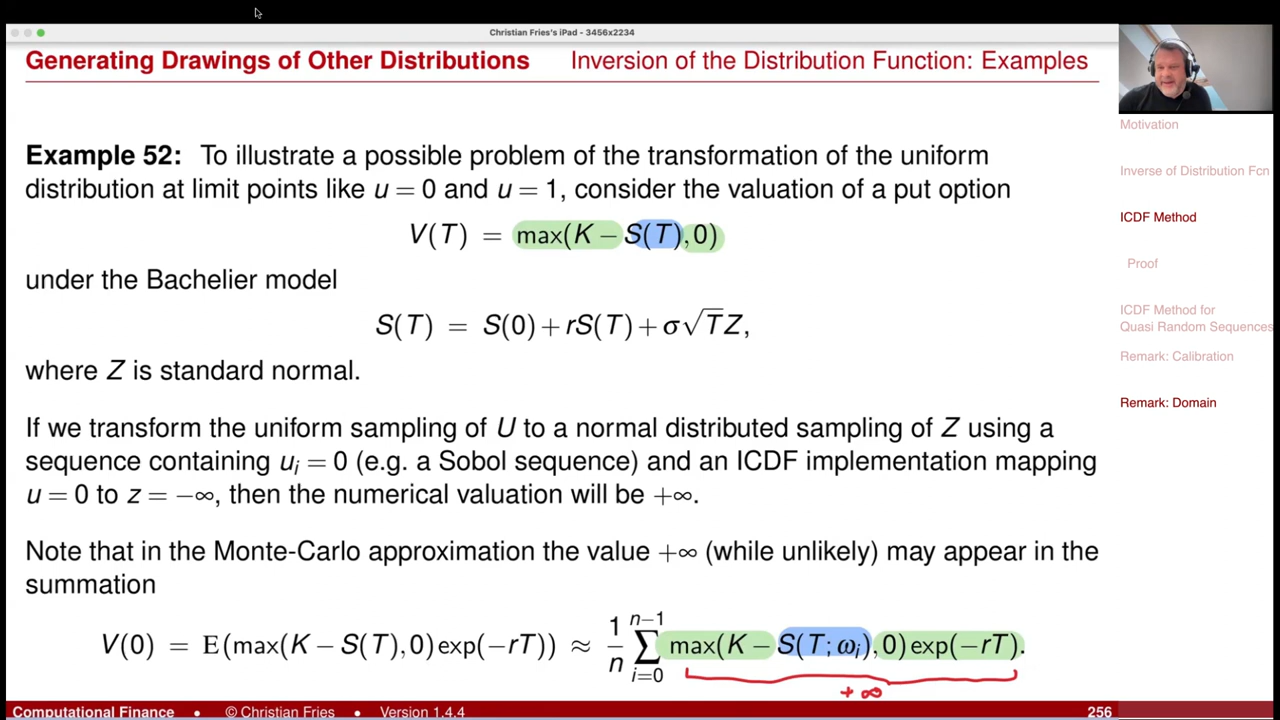 Christian Fries's iPad - 3456x2234
Generating Drawings of Other Distributions Inversion of the Distribution Function: Examples
Example 52: To illustrate a possible problem of the transformation of the uniform
distribution at limit points like u = 0 and u = 1, consider the valuation of a put option
V(T) = max(K − S(T), 0)
under the Bachelier model
S(T) = S(0) + rS(T) + σ√T Z,
where Z is standard normal.
If we transform the uniform sampling of U to a normal distributed sampling of Z using a
sequence containing uᵢ = 0 (e.g. a Sobol sequence) and an ICDF implementation mapping
u = 0 to z = −∞, then the numerical valuation will be +∞.
Note that in the Monte-Carlo approximation the value +∞ (while unlikely) may appear in the
summation
V(0) = E(max(K − S(T), 0) exp(−rT)) ≈ 1/n ∑_{i=0}^{n−1} max(K − S(T; ωᵢ), 0) exp(−rT).
+ ∞
Motivation
Inverse of Distribution Fcn
ICDF Method
Proof
ICDF Method for
Quasi Random Sequences
Remark: Calibration
Remark: Domain
Computational Finance • © Christian Fries • Version 1.4.4 256